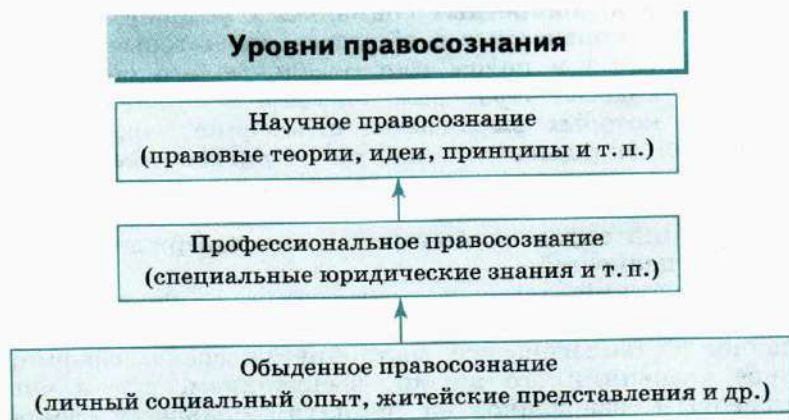 Уровни правосознания
Научное правосознание
(правовые теории, идеи, принципы и т. п.)
Профессиональное правосознание
(специальные юридические знания и т. п.)
Обыденное правосознание
(личный социальный опыт, житейские представления и др.)